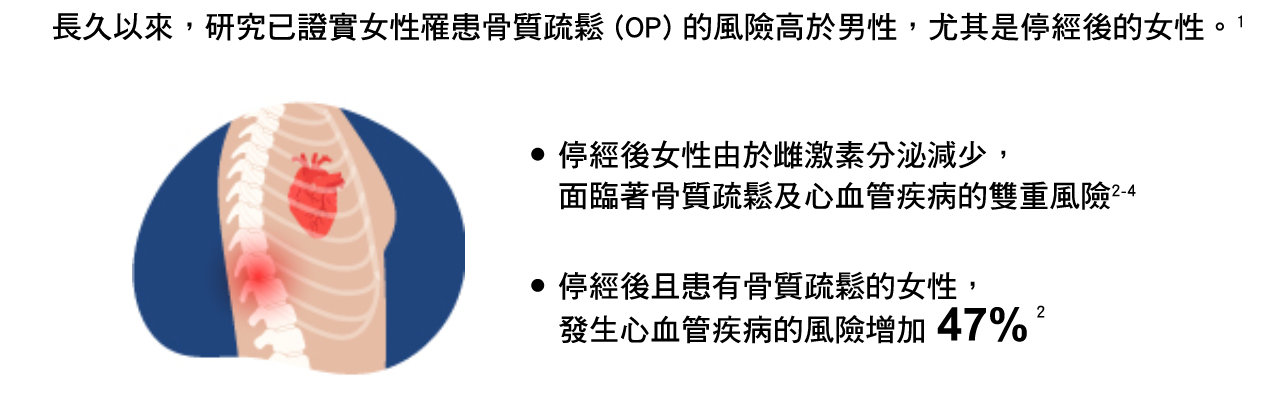 長久以來，研究已證實女性罹患骨質疏鬆 (OP) 的風險高於男性，尤其是停經後的女性。1
• 停經後女性由於雌激素分泌減少，
面臨著骨質疏鬆及心血管疾病的雙重風險2-4
• 停經後且患有骨質疏鬆的女性，
發生心血管疾病的風險增加 47% 2